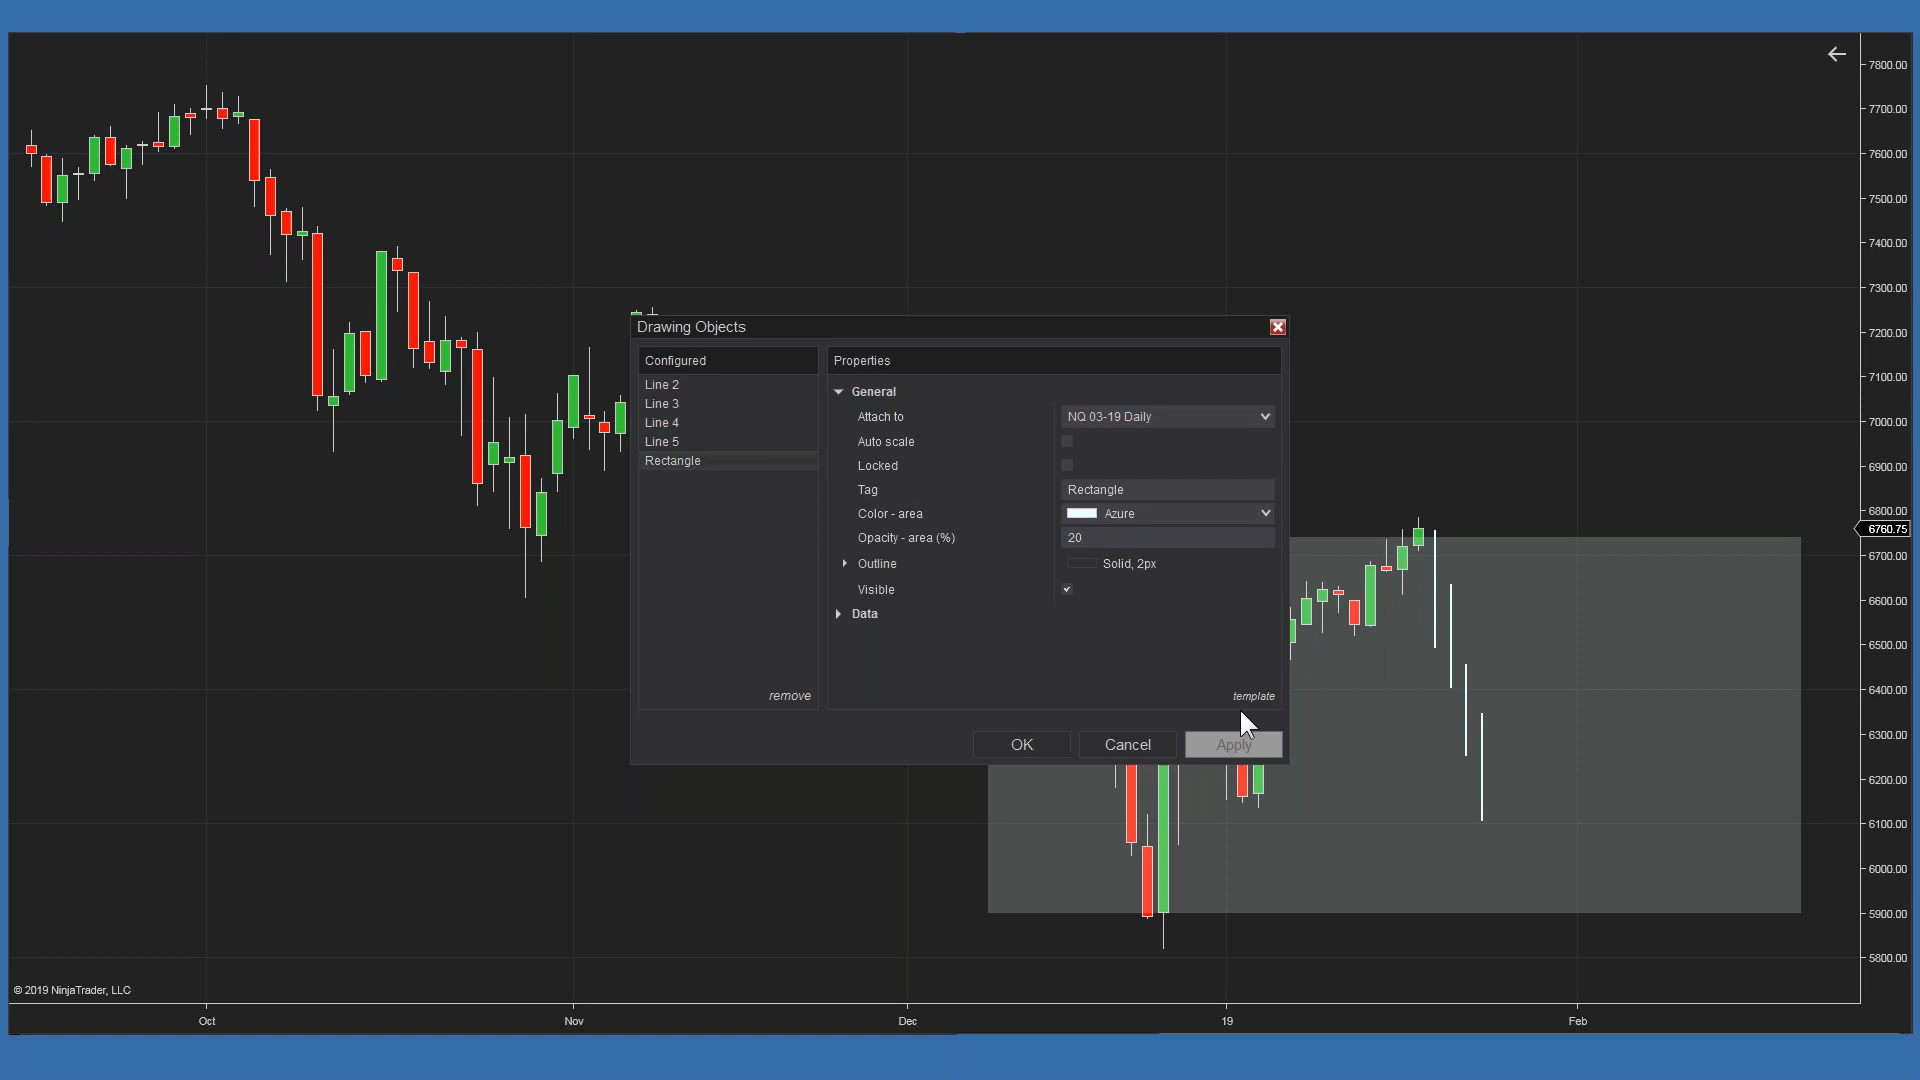 7800.00
7700.00
7600.00
7500.00
7400.00
7300.00
7200.00
7100.00
7000.00
6900.00
6800.00
6760.75
6700.00
6600.00
6500.00
6400.00
6300.00
6200.00
6100.00
6000.00
5900.00
5800.00
Drawing Objects
Configured
Line 2
Line 3
Line 4
Line 5
Rectangle
remove
Properties
General
Attach to NQ 03-19 Daily
Auto scale
Locked
Tag Rectangle
Color - area Azure
Opacity - area (%) 20
Outline Solid, 2px
Visible
Data
template
OK Cancel Apply
© 2019 NinjaTrader, LLC
Oct Nov Dec 19 Feb